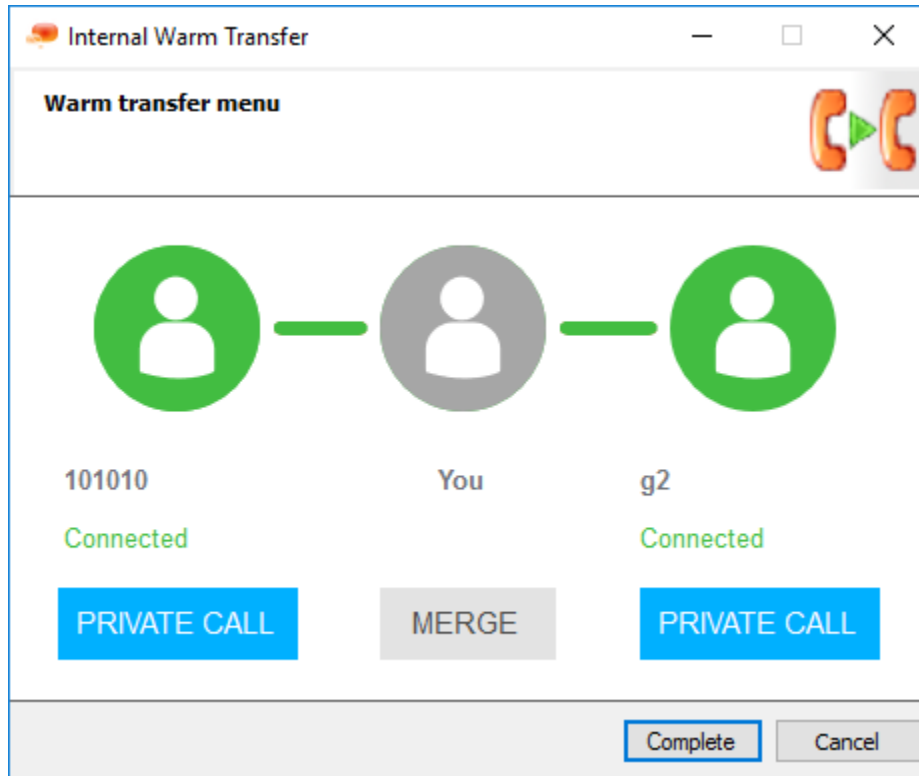 Internal Warm Transfer
Warm transfer menu
101010 You g2
Connected Connected
PRIVATE CALL MERGE PRIVATE CALL
Complete Cancel